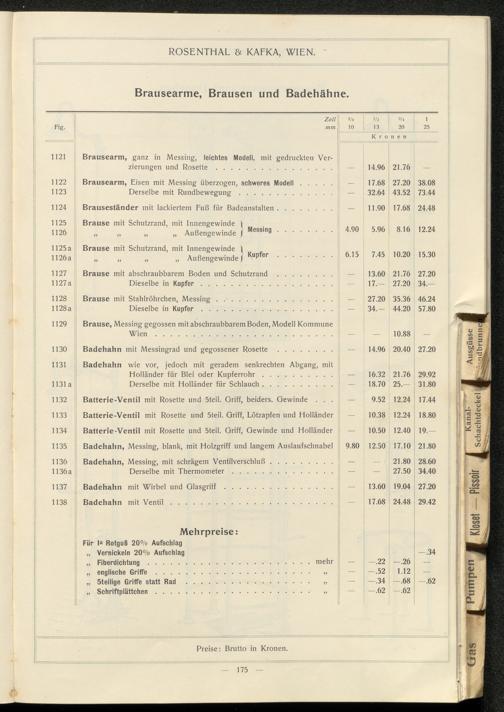 ROSENTHAL & KAFKA, WIEN.
Brausearme, Brausen und Badehähne.
Fig. Zoll 3/8 1/2 3/4 1
mm 10 13 20 25
Kronen
1121 Brausearm, ganz in Messing, leichtes Modell, mit gedruckten Ver-
zierungen und Rosette — 14.96 21.76 —
1122 Brausearm, Eisen mit Messing überzogen, schweres Modell — 17.68 27.20 38.08
1123 Derselbe mit Rundbewegung — 32.64 43.52 73.44
1124 Brauseständer mit lackiertem Fuß für Badeanstalten — 11.90 17.68 24.48
1125 Brause mit Schutzrand, mit Innengewinde
1126 „ „ „ „ Außengewinde } Messing 4.90 5.96 8.16 12.24
1125a Brause mit Schutzrand, mit Innengewinde
1126a „ „ „ „ Außengewinde } Kupfer 6.15 7.45 10.20 15.30
1127 Brause mit abschraubbarem Boden und Schutzrand — 13.60 21.76 27.20
1127a Dieselbe in Kupfer — 17.— 27.20 34.—
1128 Brause mit Stahlröhrchen, Messing — 27.20 35.36 46.24
1128a Dieselbe in Kupfer — 34.— 44.20 57.80
1129 Brause, Messing gegossen mit abschraubbarem Boden, Modell Kommune
Wien — — 10.88 —
1130 Badehahn mit Messingrad und gegossener Rosette — 14.96 20.40 27.20
1131 Badehahn wie vor, jedoch mit geradem senkrechten Abgang, mit
Holländer für Blei oder Kupferrohr — 16.32 21.76 29.92
1131a Derselbe mit Holländer für Schlauch — 18.70 25.— 31.80
1132 Batterie-Ventil mit Rosette und 5teil. Griff, beiders. Gewinde — 9.52 12.24 17.44
1133 Batterie-Ventil mit Rosette und 5teil. Griff, Lötzapfen und Holländer — 10.38 12.24 18.80
1134 Batterie-Ventil mit Rosette und 5teil. Griff, Gewinde und Holländer — 10.50 12.40 19.—
1135 Badehahn, Messing, blank, mit Holzgriff und langem Auslaufschnabel 9.80 12.50 17.10 21.80
1136 Badehahn, Messing, mit schrägem Ventilverschluß — — 21.80 28.60
1136a Derselbe mit Thermometer — — 27.50 34.40
1137 Badehahn mit Wirbel und Glasgriff — 13.60 19.04 27.20
1138 Badehahn mit Ventil — 17.68 24.48 29.42
Mehrpreise:
Für Ia Rotguß 20% Aufschlag
„ Vernickeln 20% Aufschlag —.34
„ Fiberdichtung mehr — —.22 —.26 —
„ englische Griffe „ — —.52 1.12 —
„ 5teilige Griffe statt Rad „ — —.34 —.68 —.62
„ Schriftplättchen „ — —.62 —.62
Preise: Brutto in Kronen.
— 175 —
Ausgüsse
Kanal-
Schachtdeckel
Kloset — Pissoir
Pumpen
Gas